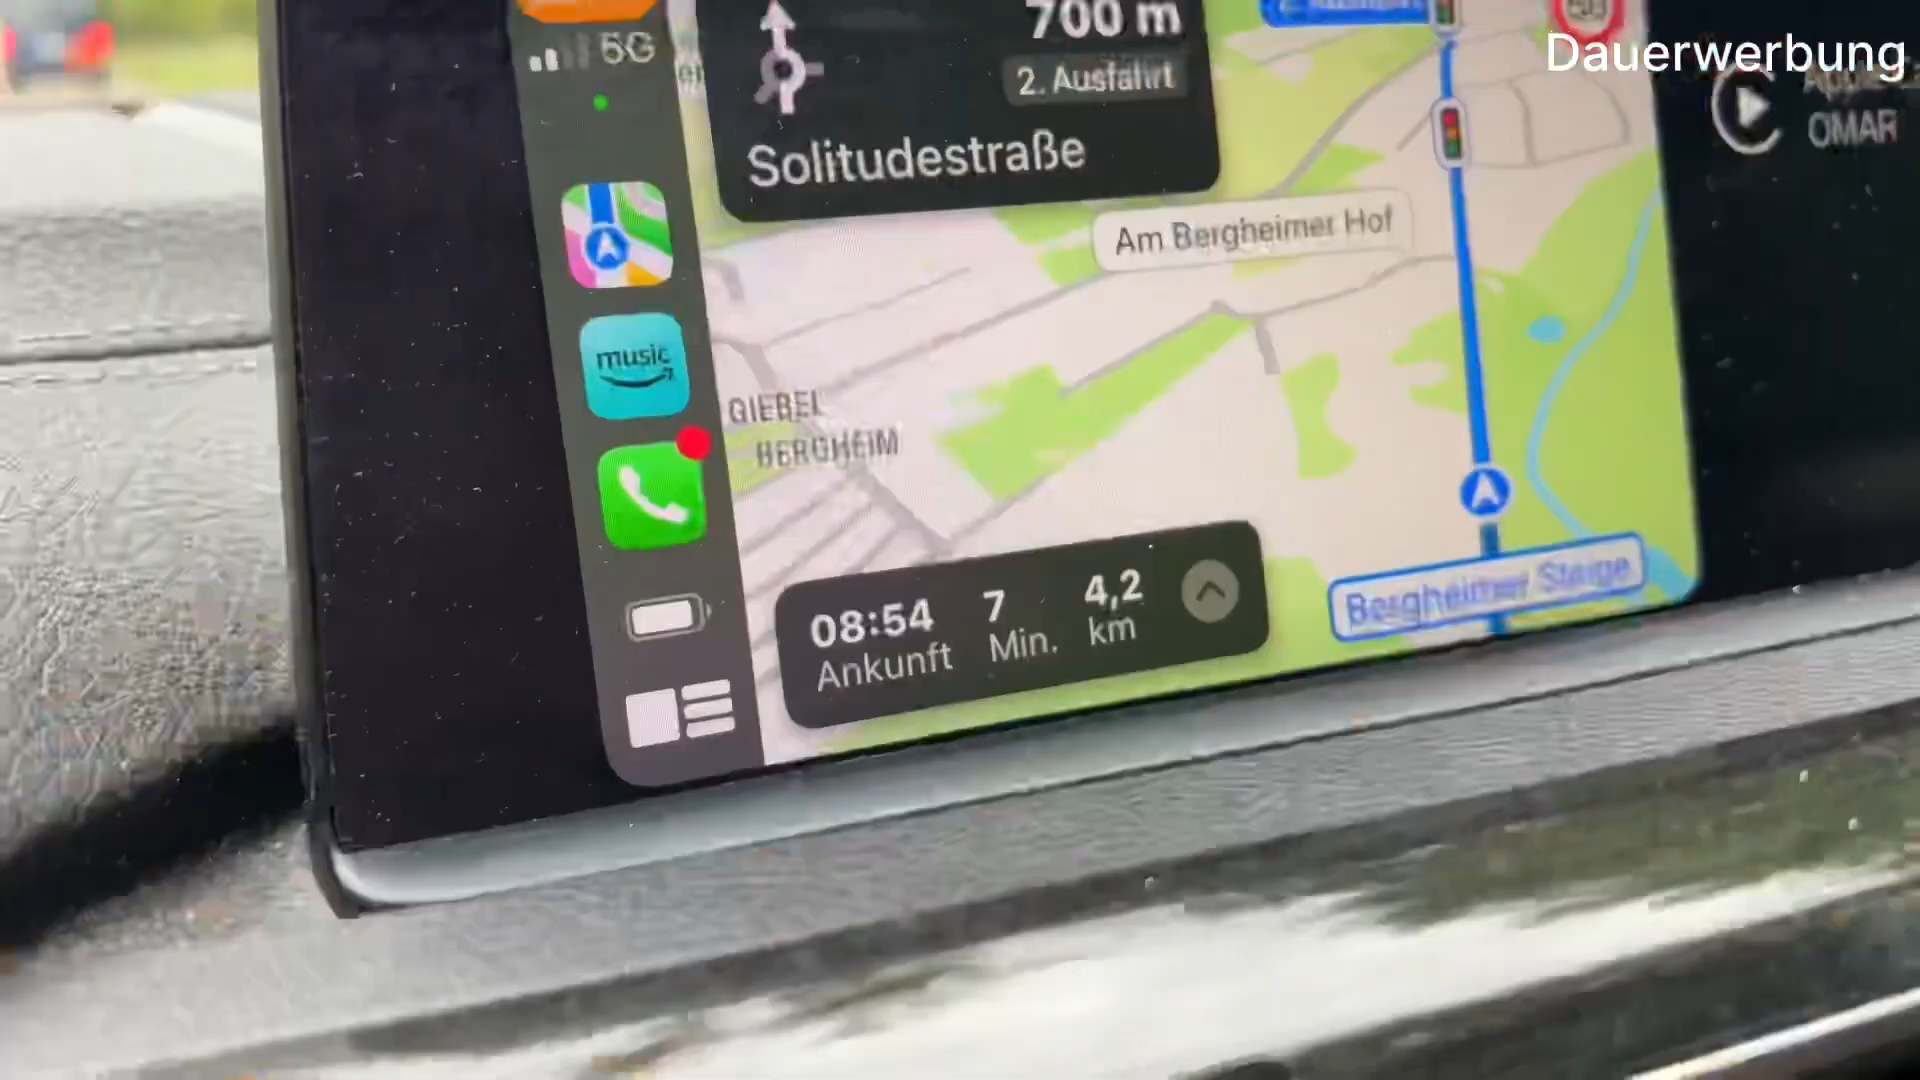 Dauerwerbung
5G
700 m
2. Ausfahrt
Solitudestraße
OMAR
Am Bergheimer Hof
music
GIEBEL
BERGHEIM
08:54
Ankunft
7
Min.
4,2
km
Bergheimer Steige